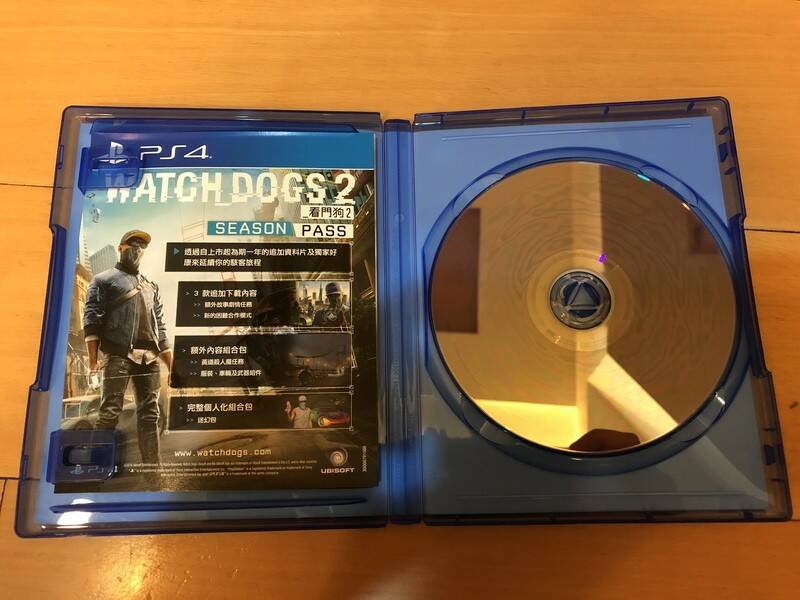 PS4
WATCH DOGS 2
看門狗2
SEASON PASS
透過自上市起為期一年的追加資料片及獨家好
康來延續你的駭客旅程
> 3 款追加下載內容
>> 額外故事劇情任務
>> 新的困難合作模式
> 額外內容組合包
>> 黃道殺人魔任務
>> 服裝、車輛及武器組件
> 完整個人化組合包
>> 迷幻包
www.watchdogs.com
UBISOFT
PS4